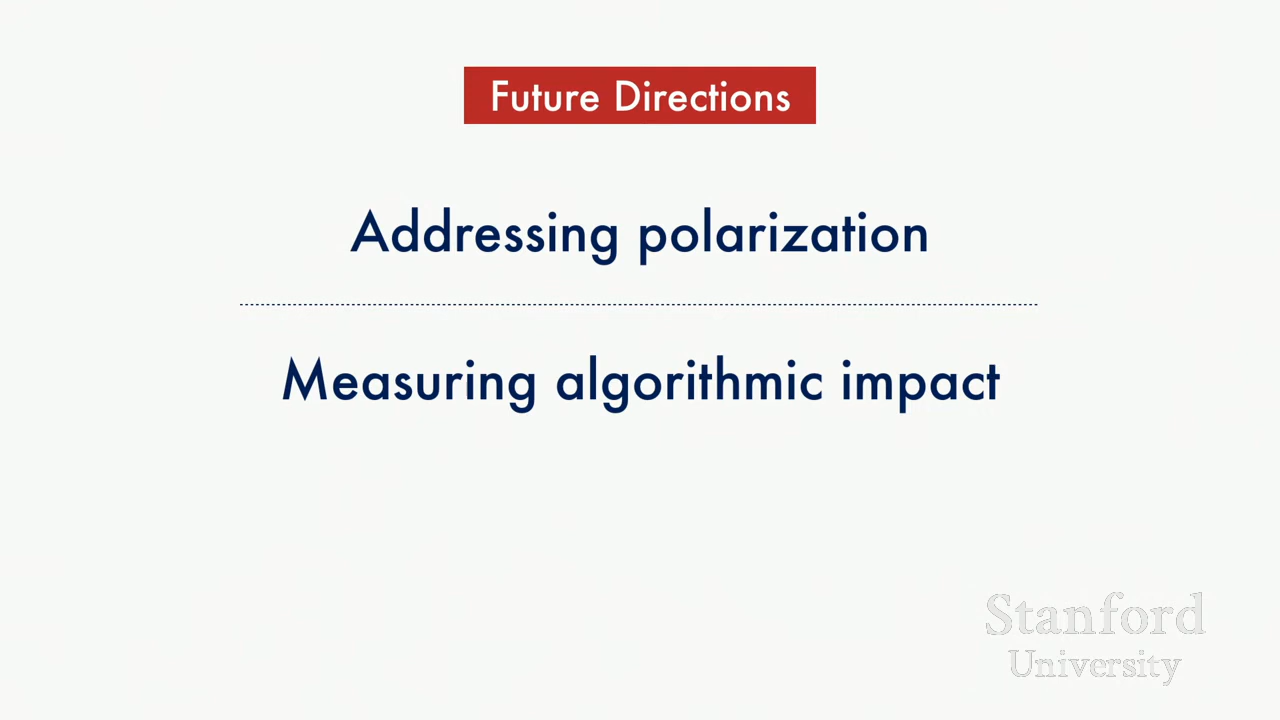 Future Directions
Addressing polarization
Measuring algorithmic impact
Stanford
University